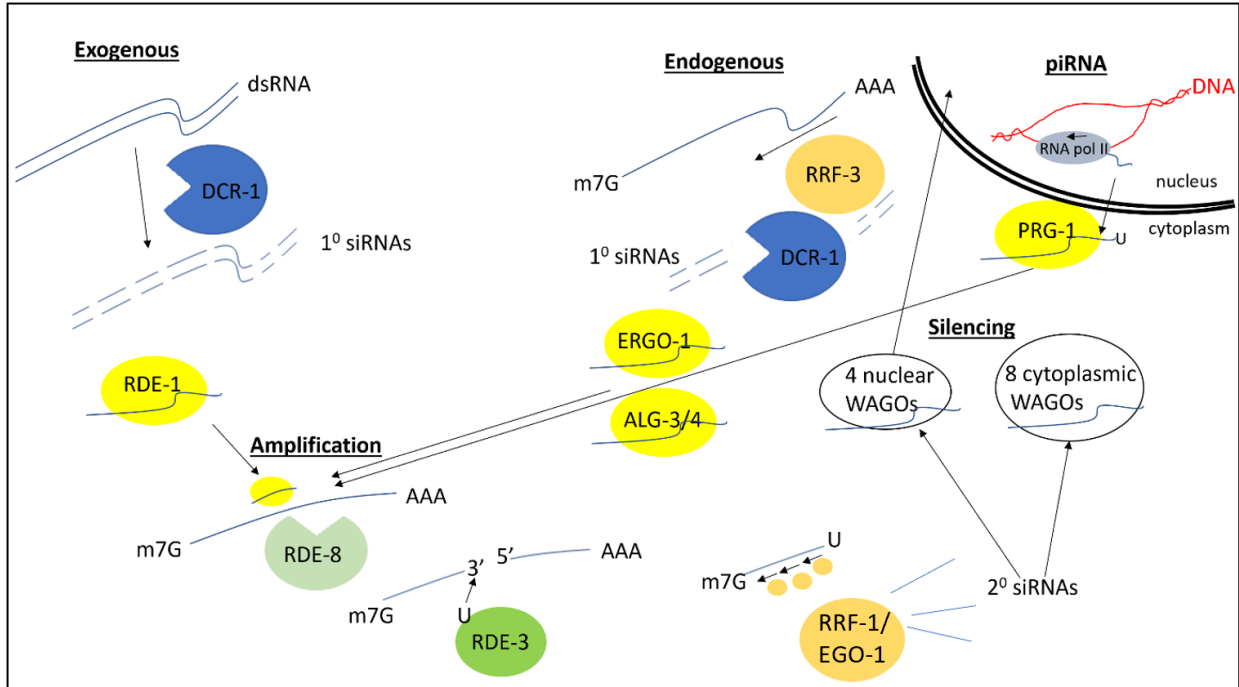 Exogenous
dsRNA
DCR-1
1⁰ siRNAs
RDE-1
Endogenous
AAA
m7G
RRF-3
1⁰ siRNAs
DCR-1
ERGO-1
ALG-3/4
piRNA
DNA
RNA pol II
nucleus
cytoplasm
PRG-1
U
Silencing
4 nuclear
WAGOs
8 cytoplasmic
WAGOs
Amplification
AAA
m7G
RDE-8
3’ 5’
AAA
m7G
U
RDE-3
U
m7G
RRF-1/
EGO-1
2⁰ siRNAs